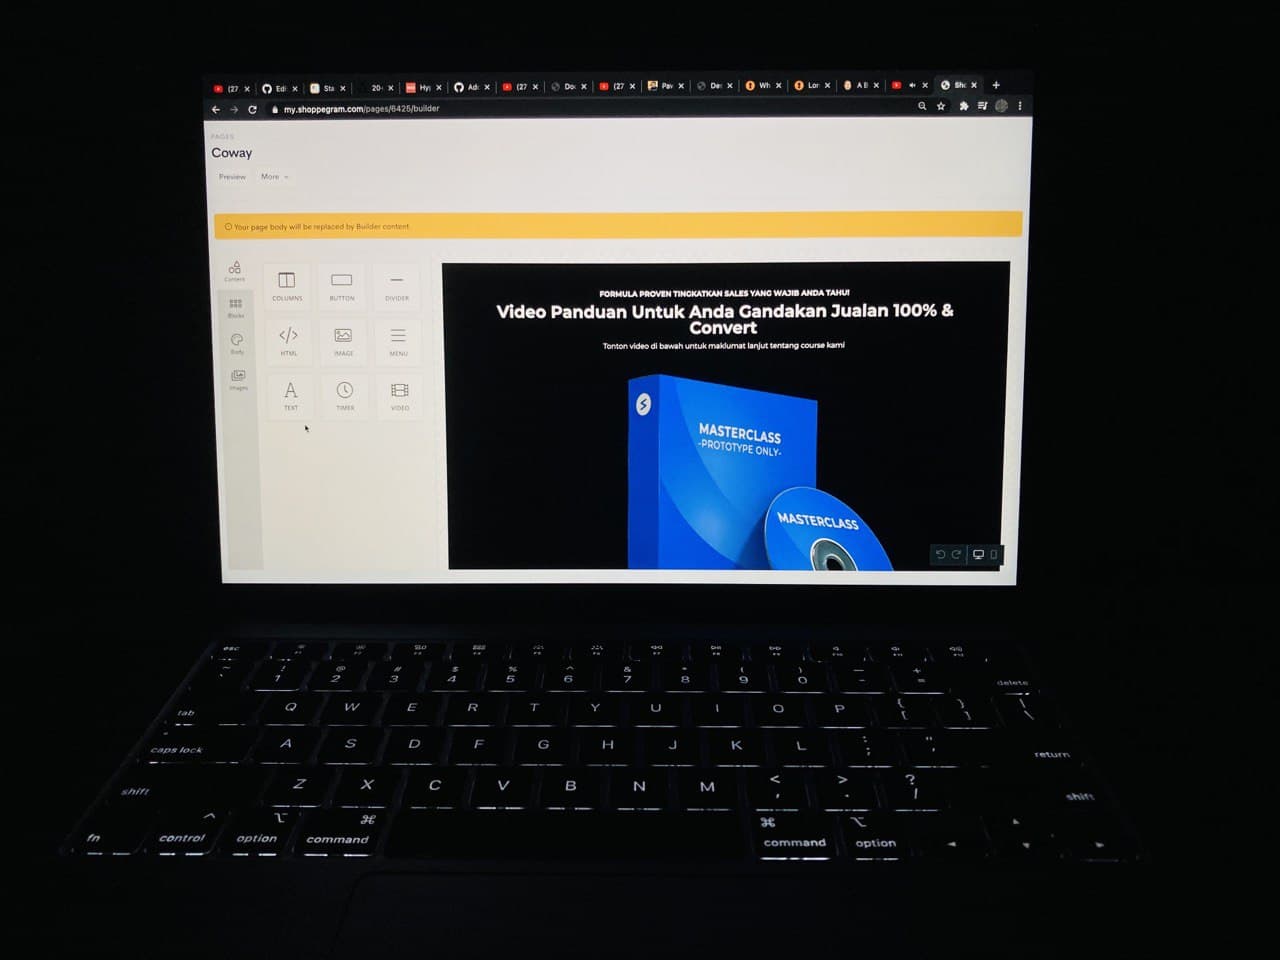 (27
Edi
Sta
20
Hy
Ad
(27
Do
(27
Pav
Das
Wh
Lor
A B
Sho
my.shoppegram.com/pages/6425/builder
PAGES
Coway
Preview More
Your page body will be replaced by Builder content.
Content
Blocks
Body
Images
COLUMNS BUTTON DIVIDER
HTML IMAGE MENU
TEXT TIMER VIDEO
FORMULA PROVEN TINGKATKAN SALES YANG WAJIB ANDA TAHU!
Video Panduan Untuk Anda Gandakan Jualan 100% &
Convert
Tonton video di bawah untuk maklumat lanjut tentang course kami
S
MASTERCLASS
-PROTOTYPE ONLY-
MASTERCLASS
esc
~ ! @ # $ % ^ & * ( ) — +
` 1 2 3 4 5 6 7 8 9 0 - = delete
tab Q W E R T Y U I O P { [ } ] | \
caps lock A S D F G H J K L : ; " ' return
shift Z X C V B N M < , > . ? / shift
fn control option command command option